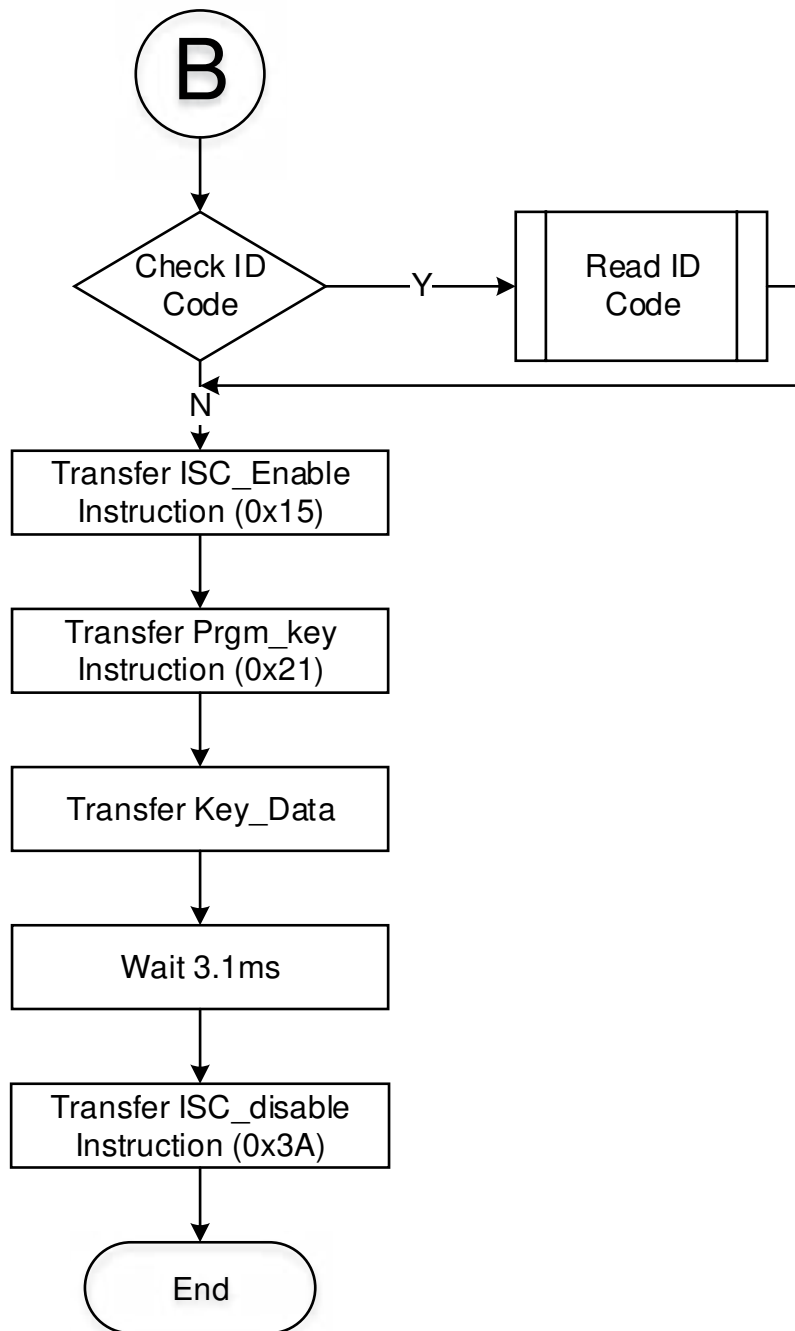 B
Check ID
Code
Y
Read ID
Code
N
Transfer ISC_Enable
Instruction (0x15)
Transfer Prgm_key
Instruction (0x21)
Transfer Key_Data
Wait 3.1ms
Transfer ISC_disable
Instruction (0x3A)
End